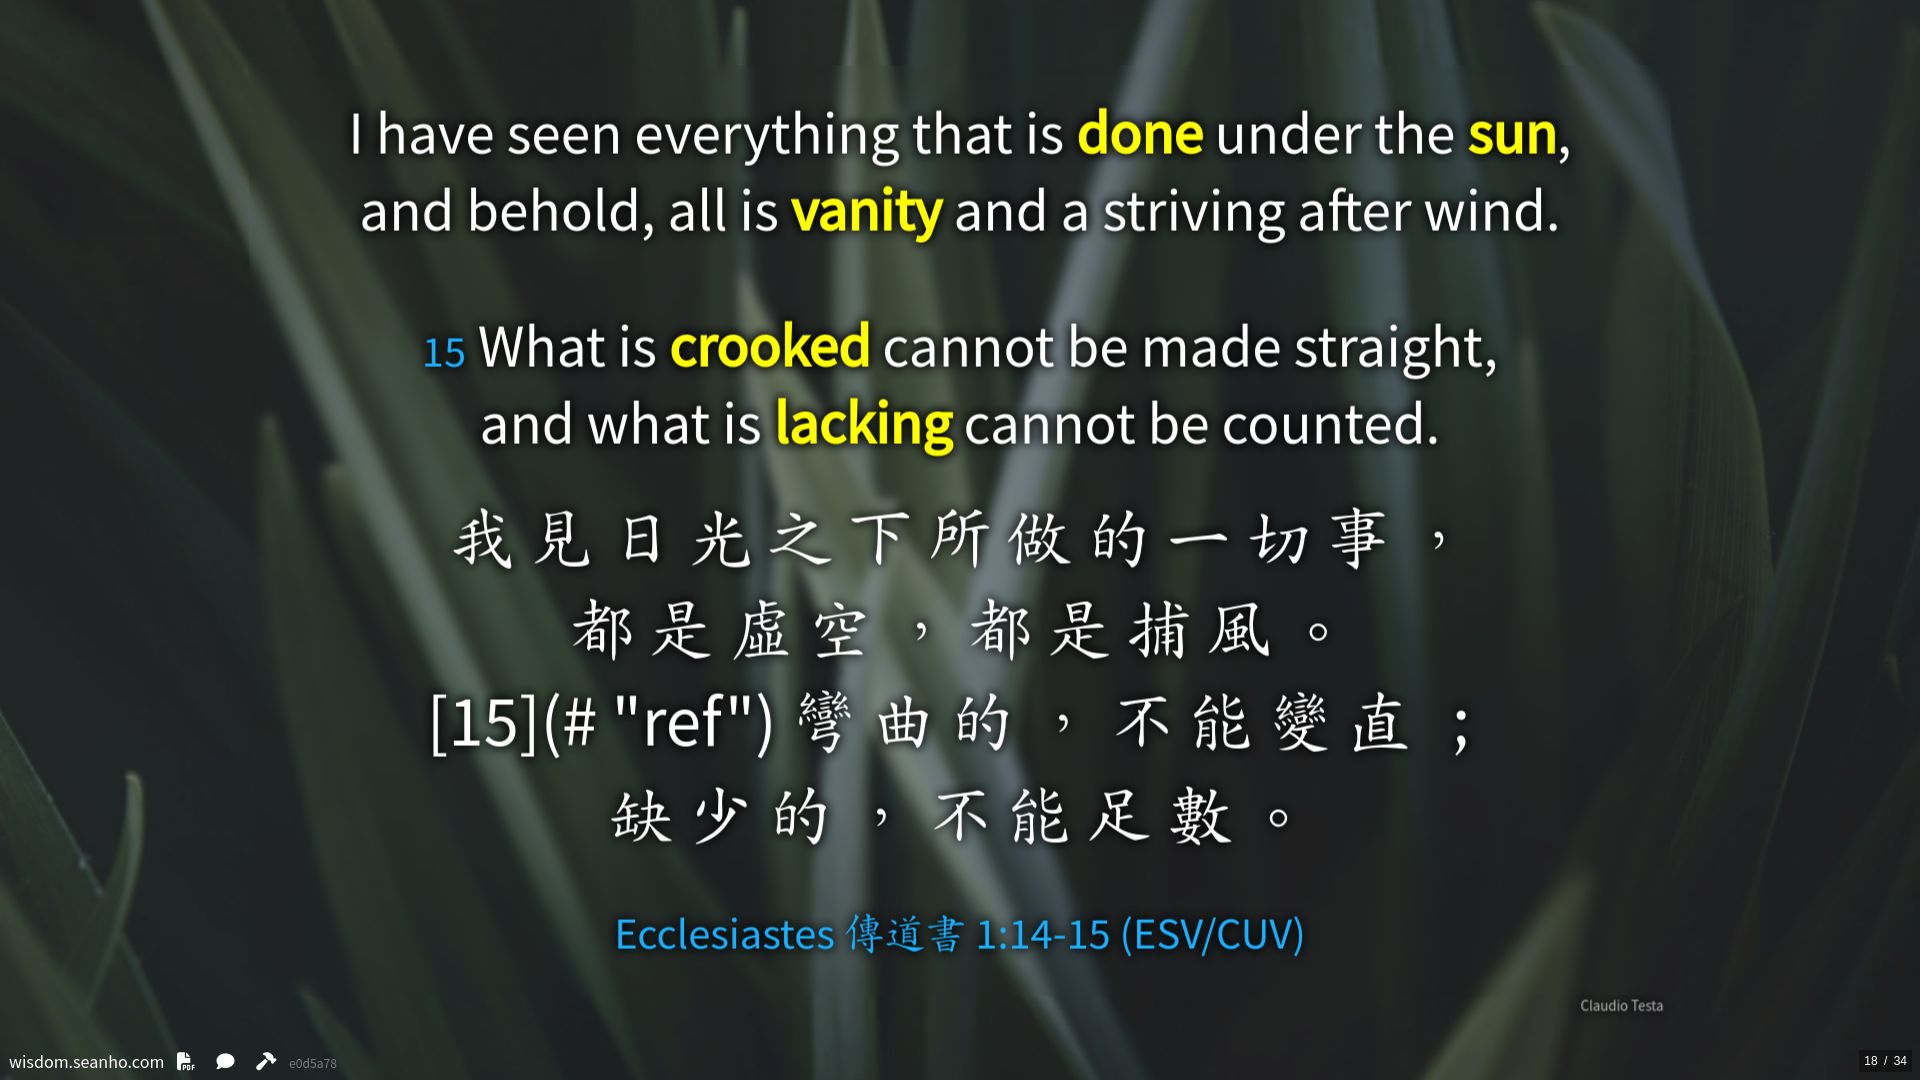 I have seen everything that is done under the sun,
and behold, all is vanity and a striving after wind.
15 What is crooked cannot be made straight,
and what is lacking cannot be counted.
我見日光之下所做的一切事，
都是虛空，都是捕風。
[15](# "ref") 彎曲的，不能變直；
缺少的，不能足數。
Ecclesiastes 傳道書 1:14-15 (ESV/CUV)
Claudio Testa
wisdom.seanho.com PDF e0d5a78
18 / 34